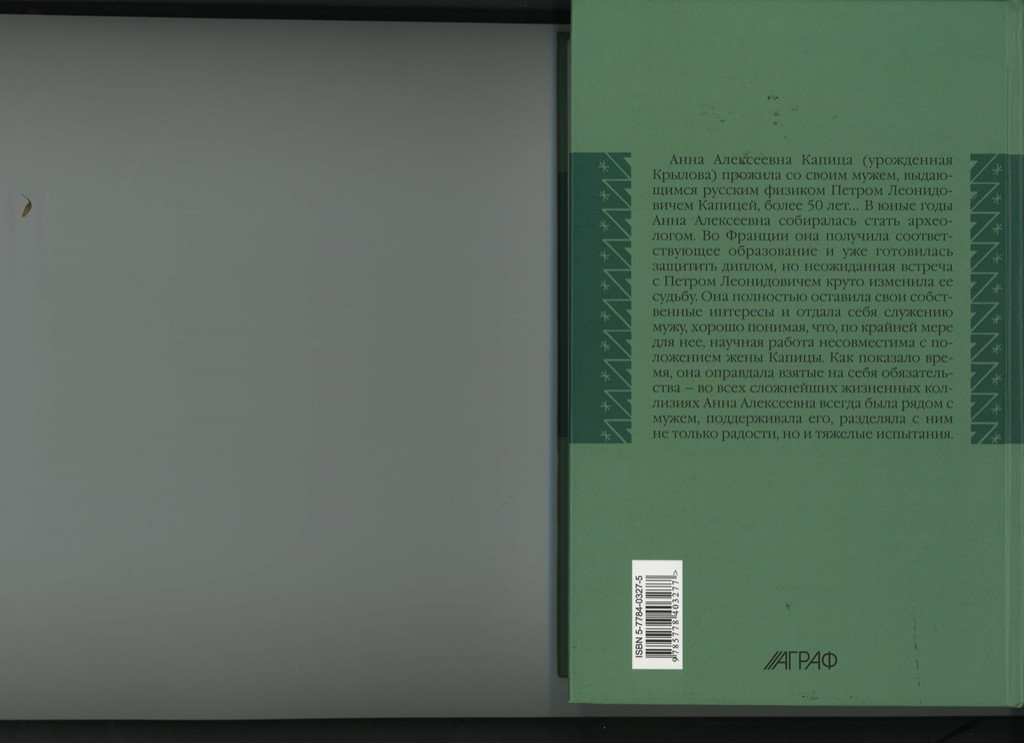 Анна Алексеевна Капица (урожденная
Крылова) прожила со своим мужем, выдаю-
щимся русским физиком Петром Леонидо-
вичем Капицей, более 50 лет... В юные годы
Анна Алексеевна собиралась стать архео-
логом. Во Франции она получила соответ-
ствующее образование и уже готовилась
защитить диплом, но неожиданная встреча
с Петром Леонидовичем круто изменила ее
судьбу. Она полностью оставила свои собст-
венные интересы и отдала себя служению
мужу, хорошо понимая, что, по крайней мере
для нее, научная работа несовместима с по-
ложением жены Капицы. Как показало вре-
мя, она оправдала взятые на себя обязатель-
ства – во всех сложнейших жизненных кол-
лизиях Анна Алексеевна всегда была рядом с
мужем, поддерживала его, разделяла с ним
не только радости, но и тяжелые испытания.
ISBN 5-7784-0327-5
9 785778 403277 >
АГРАФ